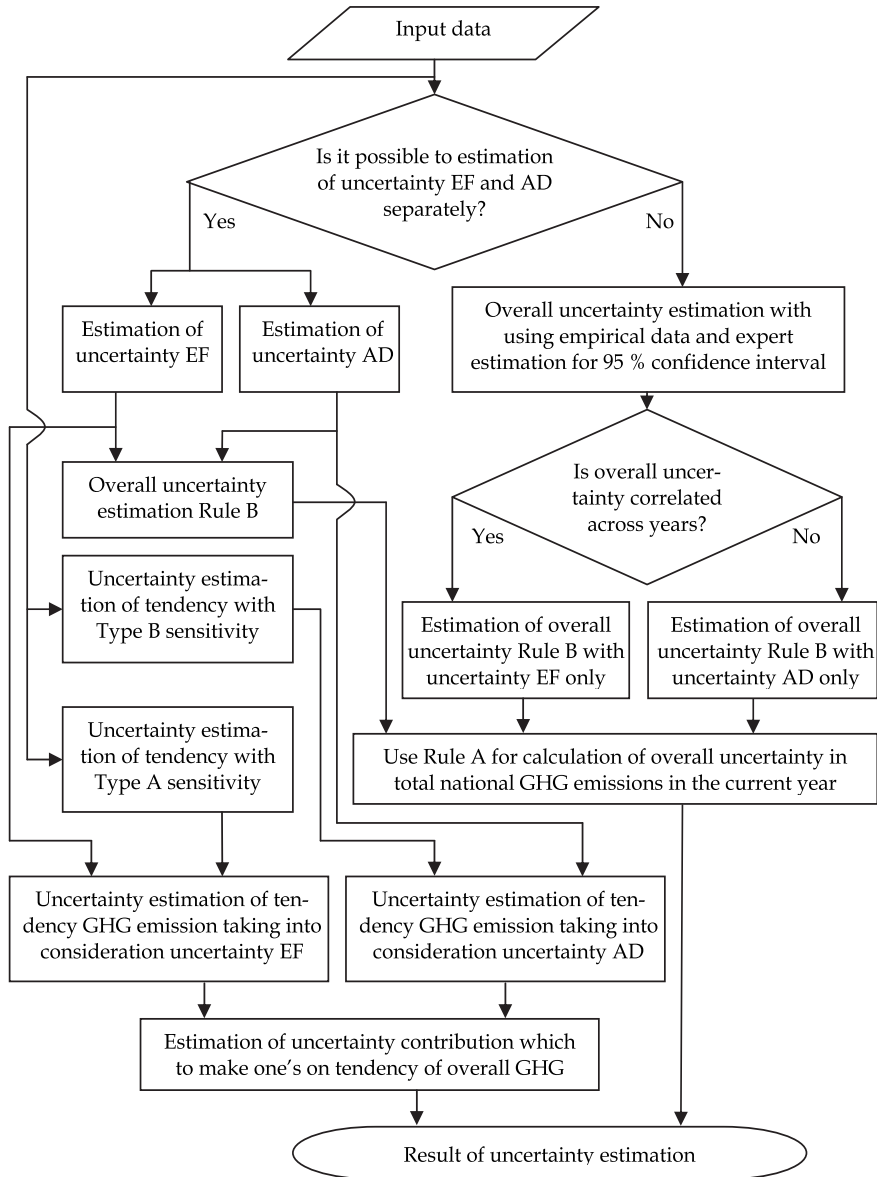 Input data
Is it possible to estimation
of uncertainty EF and AD
separately?
Yes
No
Estimation of
uncertainty EF
Estimation of
uncertainty AD
Overall uncertainty estimation with
using empirical data and expert
estimation for 95 % confidence interval
Overall uncertainty
estimation Rule B
Is overall uncer-
tainty correlated
across years?
Yes
No
Uncertainty estima-
tion of tendency with
Type B sensitivity
Estimation of overall
uncertainty Rule B with
uncertainty EF only
Estimation of overall
uncertainty Rule B with
uncertainty AD only
Uncertainty estima-
tion of tendency with
Type A sensitivity
Use Rule A for calculation of overall uncertainty in
total national GHG emissions in the current year
Uncertainty estimation of ten-
dency GHG emission taking into
consideration uncertainty EF
Uncertainty estimation of ten-
dency GHG emission taking into
consideration uncertainty AD
Estimation of uncertainty contribution which
to make one's on tendency of overall GHG
Result of uncertainty estimation